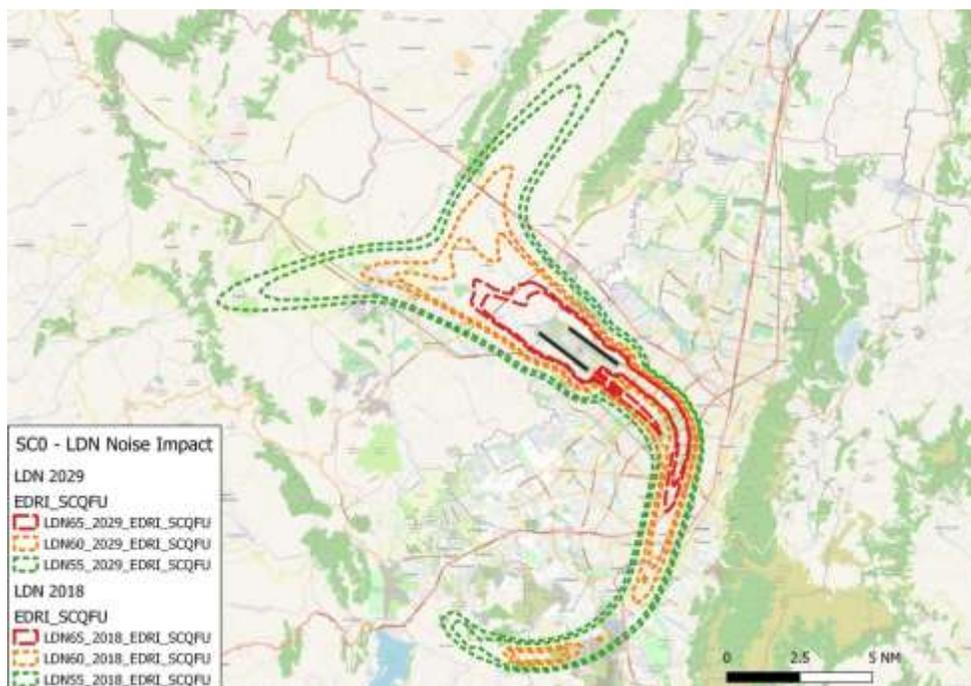 SC0 - LDN Noise Impact
LDN 2029
EDRI_SCQFU
LDN65_2029_EDRI_SCQFU
LDN60_2029_EDRI_SCQFU
LDN55_2029_EDRI_SCQFU
LDN 2018
EDRI_SCQFU
LDN65_2018_EDRI_SCQFU
LDN60_2018_EDRI_SCQFU
LDN55_2018_EDRI_SCQFU
0 2.5 5 NM